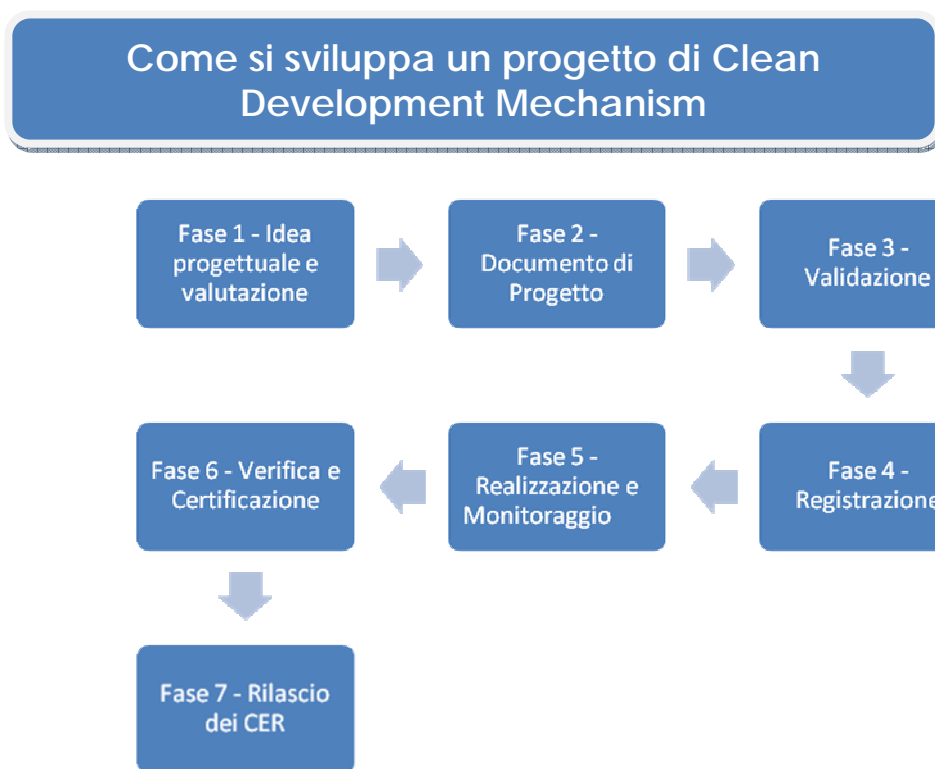 Come si sviluppa un progetto di Clean
Development Mechanism
Fase 1 - Idea
progettuale e
valutazione
Fase 2 -
Documento di
Progetto
Fase 3 -
Validazione
Fase 4 -
Registrazione
Fase 5 -
Realizzazione e
Monitoraggio
Fase 6 - Verifica e
Certificazione
Fase 7 - Rilascio
dei CER